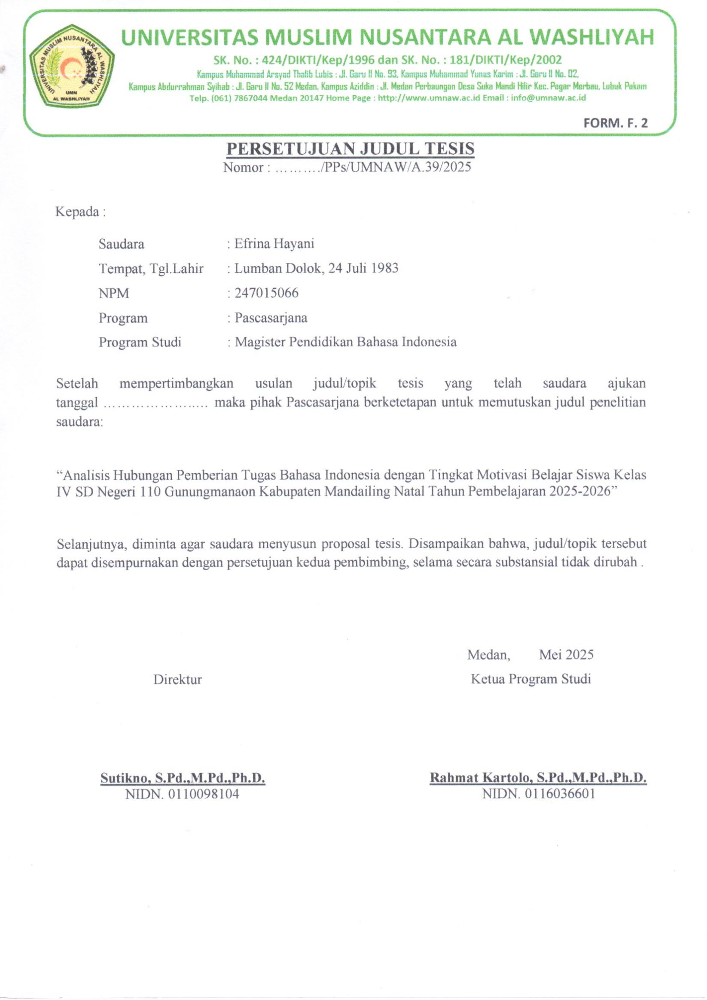 UNIVERSITAS MUSLIM NUSANTARA AL WASHLIYAH
UMN
AL WASHLIYAH
UNIVERSITAS MUSLIM NUSANTARA AL WASHLIYAH
SK. No. : 424/DIKTI/Kep/1996 dan SK. No. : 181/DIKTI/Kep/2002
Kampus Muhammad Arsyad Thalib Lubis : Jl. Garu II No. 93, Kampus Muhammad Yunus Karim : Jl. Garu II No. 02,
Kampus Abdurrahman Syihab : Jl. Garu II No. 52 Medan, Kampus Aziddin : Jl. Medan Perbaungan Desa Suka Mandi Hilir Kec. Pagar Merbau, Lubuk Pakam
Telp. (061) 7867044 Medan 20147 Home Page : http://www.umnaw.ac.id Email : info@umnaw.ac.id
FORM. F. 2
PERSETUJUAN JUDUL TESIS
Nomor : ………./PPs/UMNAW/A.39/2025
Kepada :
Saudara : Efrina Hayani
Tempat, Tgl.Lahir : Lumban Dolok, 24 Juli 1983
NPM : 247015066
Program : Pascasarjana
Program Studi : Magister Pendidikan Bahasa Indonesia
Setelah mempertimbangkan usulan judul/topik tesis yang telah saudara ajukan
tanggal ………………….. maka pihak Pascasarjana berketetapan untuk memutuskan judul penelitian
saudara:
“Analisis Hubungan Pemberian Tugas Bahasa Indonesia dengan Tingkat Motivasi Belajar Siswa Kelas
IV SD Negeri 110 Gunungmanaon Kabupaten Mandailing Natal Tahun Pembelajaran 2025-2026”
Selanjutnya, diminta agar saudara menyusun proposal tesis. Disampaikan bahwa, judul/topik tersebut
dapat disempurnakan dengan persetujuan kedua pembimbing, selama secara substansial tidak dirubah .
Medan, Mei 2025
Direktur Ketua Program Studi
Sutikno, S.Pd.,M.Pd.,Ph.D. Rahmat Kartolo, S.Pd.,M.Pd.,Ph.D.
NIDN. 0110098104 NIDN. 0116036601